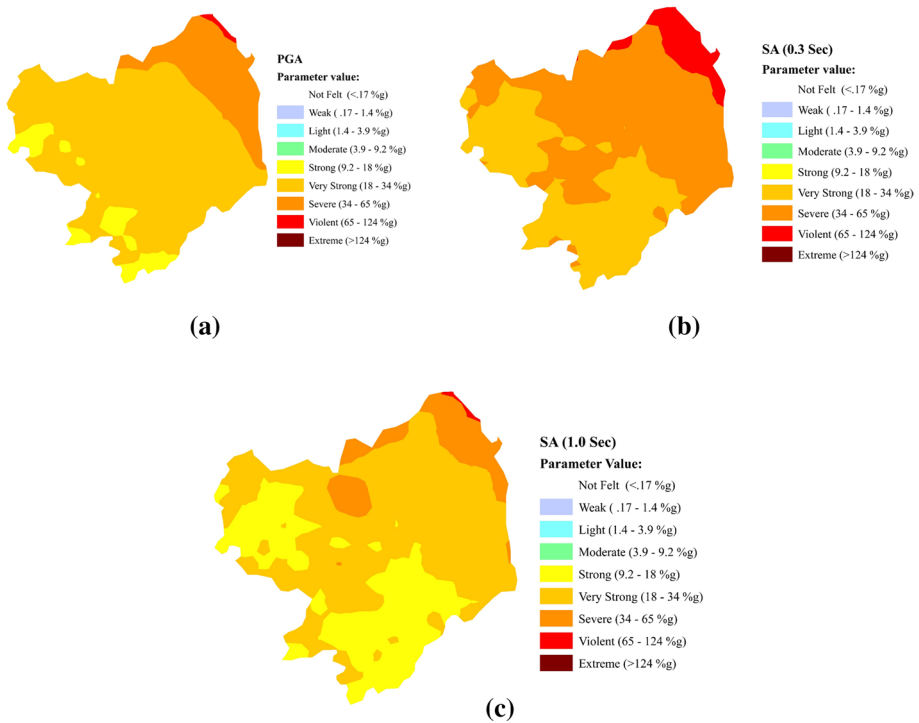 PGA
Parameter value:
Not Felt (<.17 %g)
Weak ( .17 - 1.4 %g)
Light (1.4 - 3.9 %g)
Moderate (3.9 - 9.2 %g)
Strong (9.2 - 18 %g)
Very Strong (18 - 34 %g)
Severe (34 - 65 %g)
Violent (65 - 124 %g)
Extreme (>124 %g)
(a)
SA (0.3 Sec)
Parameter value:
Not Felt (<.17 %g)
Weak ( .17 - 1.4 %g)
Light (1.4 - 3.9 %g)
Moderate (3.9 - 9.2 %g)
Strong (9.2 - 18 %g)
Very Strong (18 - 34 %g)
Severe (34 - 65 %g)
Violent (65 - 124 %g)
Extreme (>124 %g)
(b)
SA (1.0 Sec)
Parameter Value:
Not Felt (<.17 %g)
Weak ( .17 - 1.4 %g)
Light (1.4 - 3.9 %g)
Moderate (3.9 - 9.2 %g)
Strong (9.2 - 18 %g)
Very Strong (18 - 34 %g)
Severe (34 - 65 %g)
Violent (65 - 124 %g)
Extreme (>124 %g)
(c)